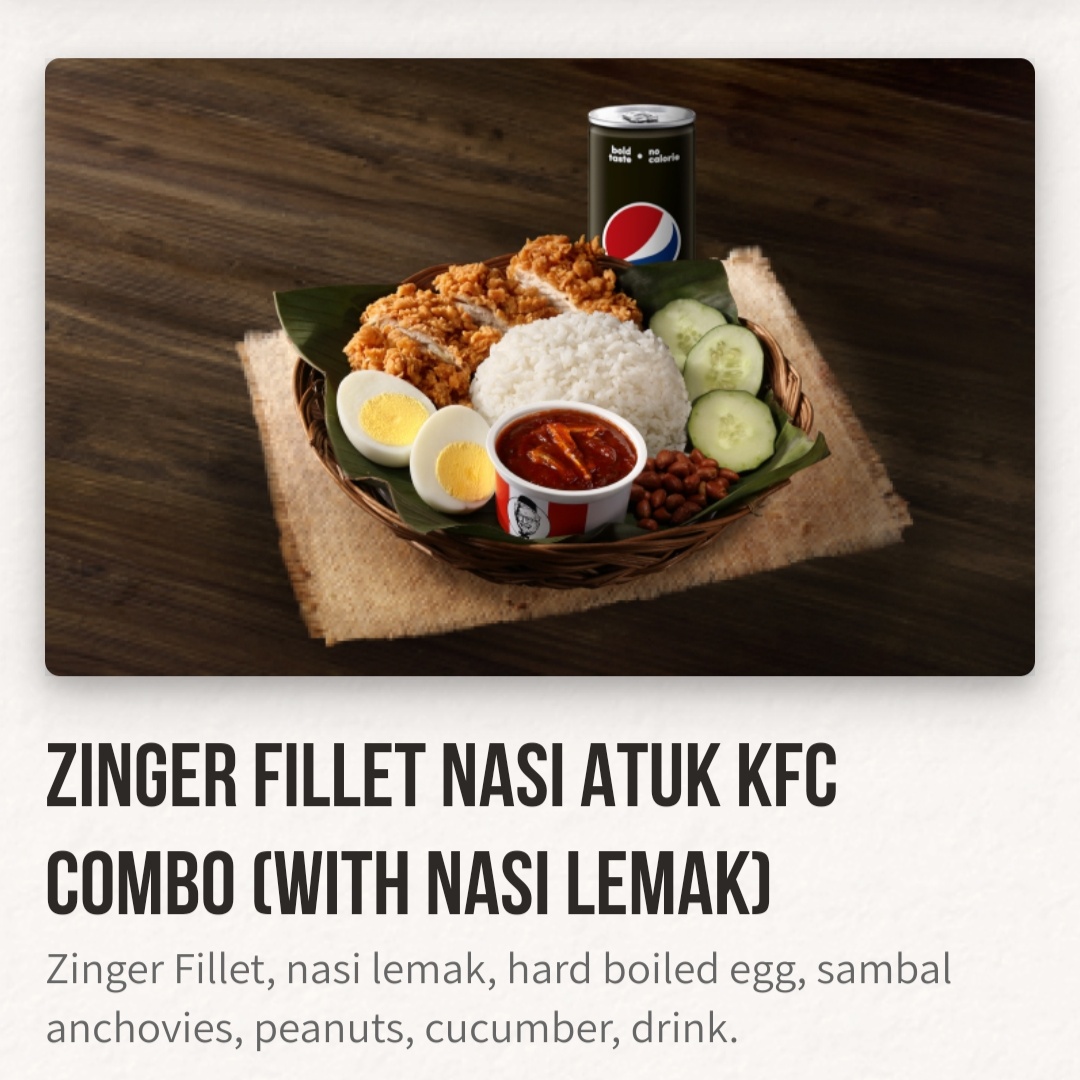 bold taste • no calorie
ZINGER FILLET NASI ATUK KFC
COMBO (WITH NASI LEMAK)
Zinger Fillet, nasi lemak, hard boiled egg, sambal
anchovies, peanuts, cucumber, drink.